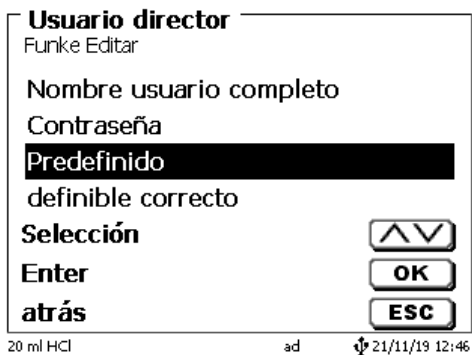 Usuario director
Funke Editar
Nombre usuario completo
Contraseña
Predefinido
definible correcto
Selección
Enter OK
atrás ESC
20 ml HCl ad 21/11/19 12:46